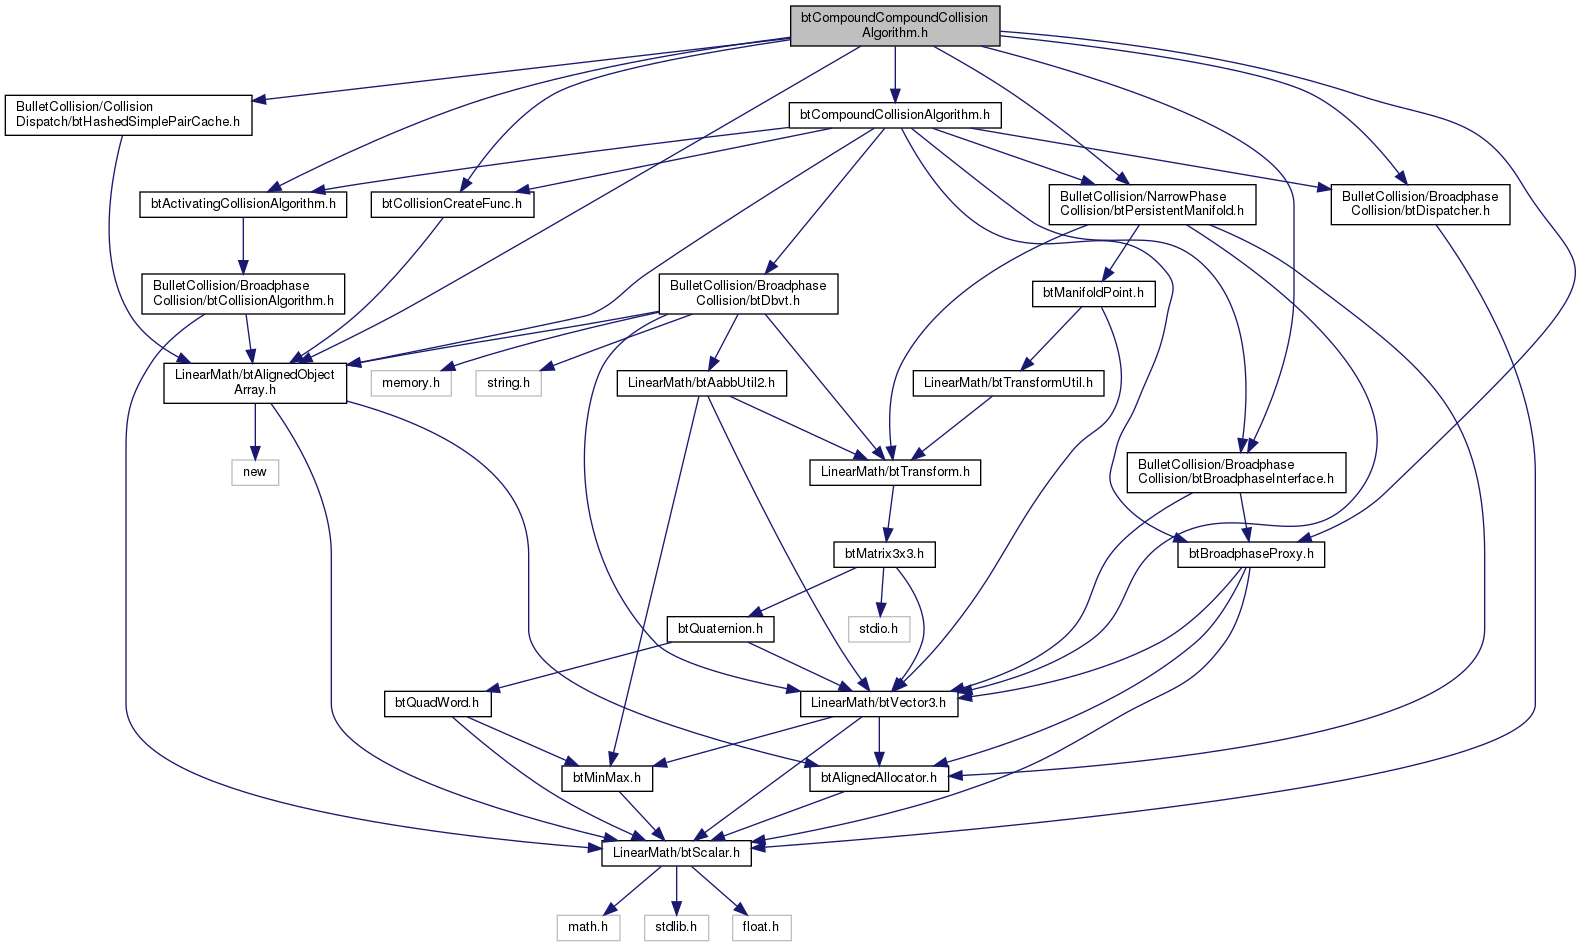 btCompoundCompoundCollision
Algorithm.h
BulletCollision/Collision
Dispatch/btHashedSimplePairCache.h
btCompoundCollisionAlgorithm.h
btActivatingCollisionAlgorithm.h
btCollisionCreateFunc.h
BulletCollision/NarrowPhase
Collision/btPersistentManifold.h
BulletCollision/Broadphase
Collision/btDispatcher.h
BulletCollision/Broadphase
Collision/btCollisionAlgorithm.h
BulletCollision/Broadphase
Collision/btDbvt.h
btManifoldPoint.h
LinearMath/btAlignedObject
Array.h
memory.h
string.h
LinearMath/btAabbUtil2.h
LinearMath/btTransformUtil.h
new
LinearMath/btTransform.h
BulletCollision/Broadphase
Collision/btBroadphaseInterface.h
btMatrix3x3.h
btBroadphaseProxy.h
btQuaternion.h
stdio.h
btQuadWord.h
LinearMath/btVector3.h
btMinMax.h
btAlignedAllocator.h
LinearMath/btScalar.h
math.h
stdlib.h
float.h